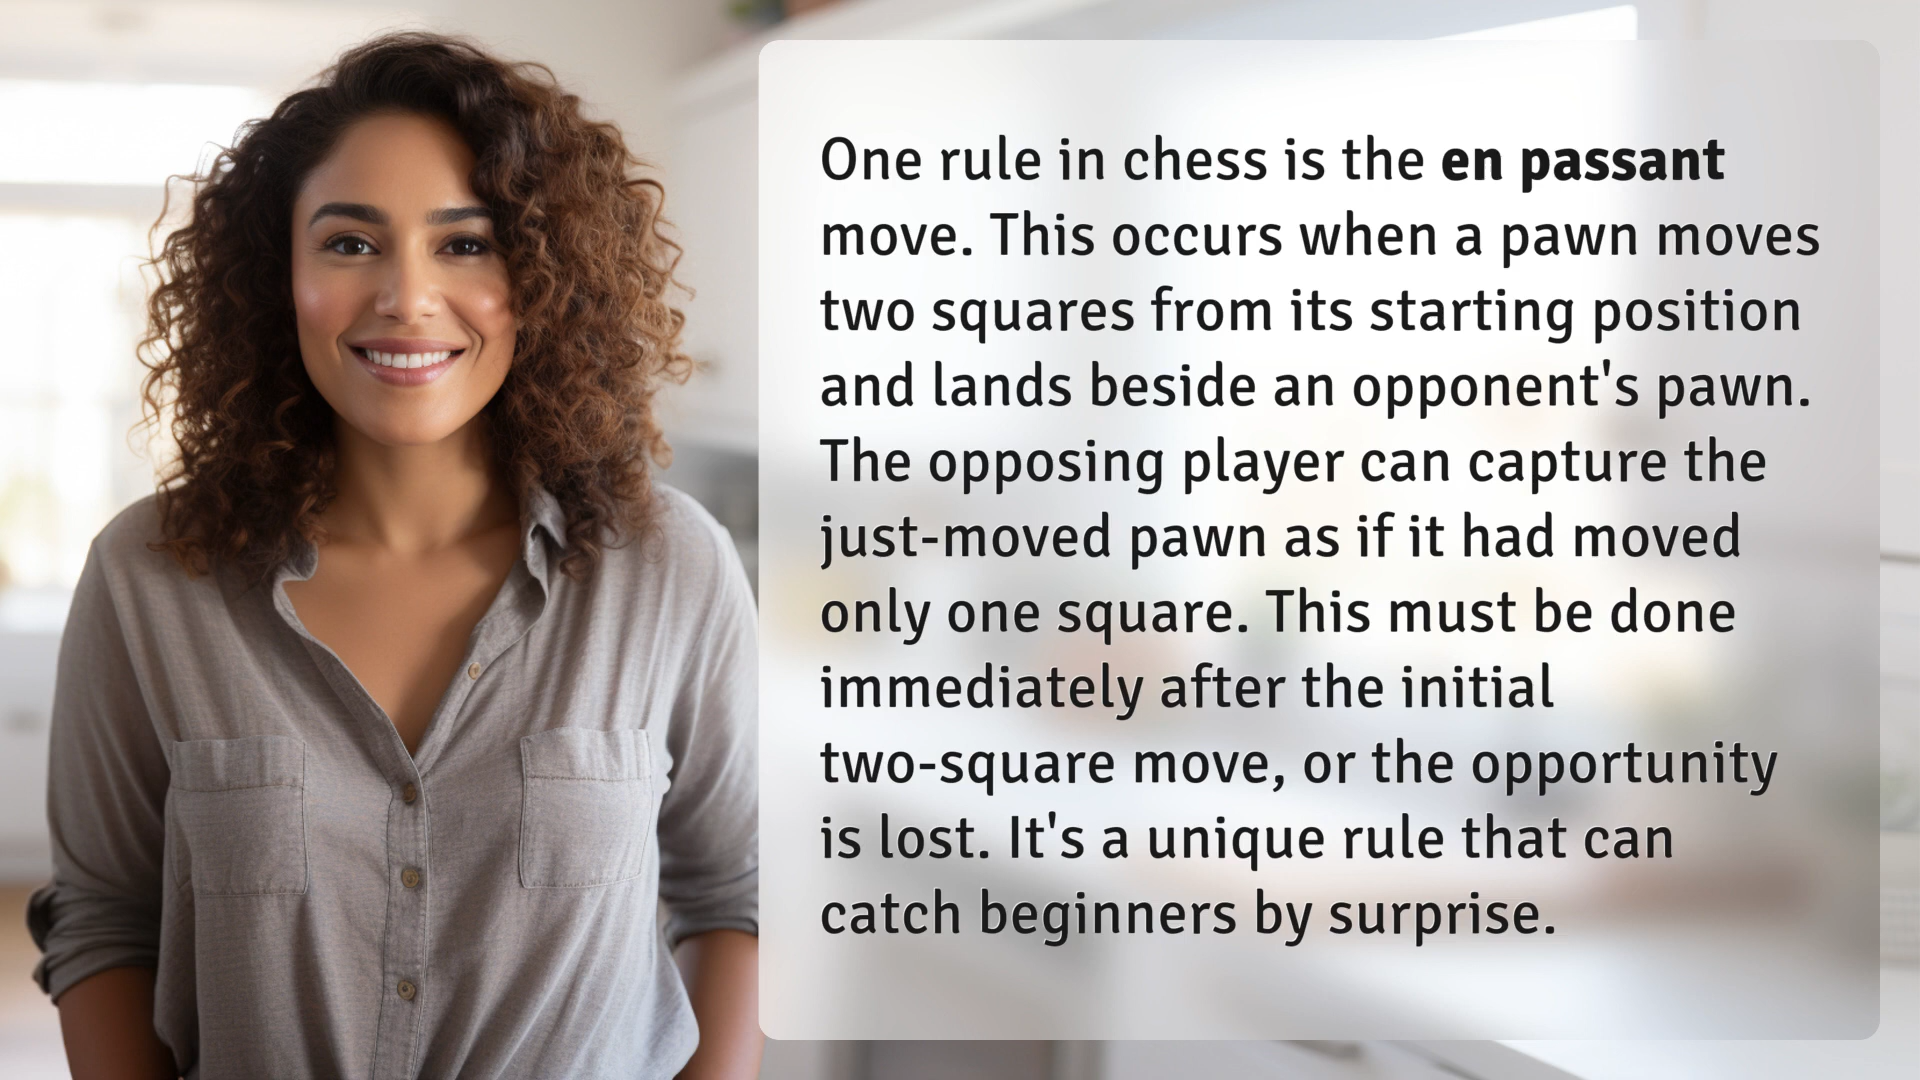 One rule in chess is the en passant
move. This occurs when a pawn moves
two squares from its starting position
and lands beside an opponent's pawn.
The opposing player can capture the
just-moved pawn as if it had moved
only one square. This must be done
immediately after the initial
two-square move, or the opportunity
is lost. It's a unique rule that can
catch beginners by surprise.